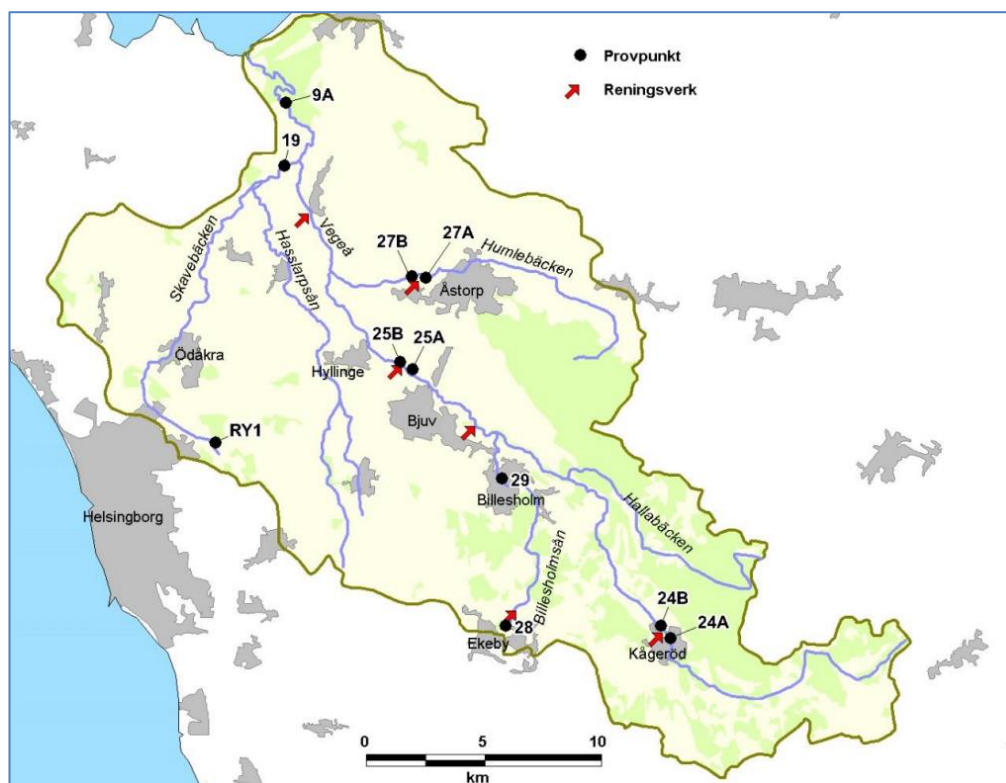 Provpunkt
Reningsverk
9A
19
Skavebäcken
Hasslarpsån
Vegeå
27B
27A
Humlebäcken
Åstorp
25B
25A
Ödåkra
Hyllinge
Bjuv
RY1
29
Billesholm
Helsingborg
Hallabäcken
Billesholmsån
24B
28
24A
Ekeby
Kågeröd
0 5 10
km